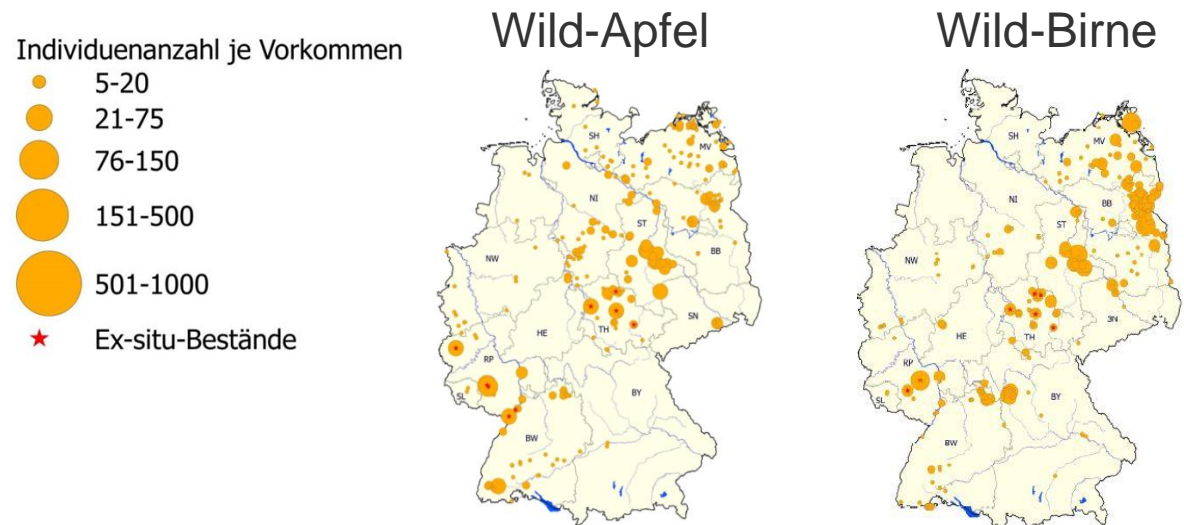 Individuenanzahl je Vorkommen
5-20
21-75
76-150
151-500
501-1000
Ex-situ-Bestände
Wild-Apfel
SH
MV
NI
ST
BB
NW
HE
TH
SN
RP
SL
BY
BW
Wild-Birne
SH
MV
NI
BB
ST
NW
HE
TH
3N
RP
SL
BY
BW